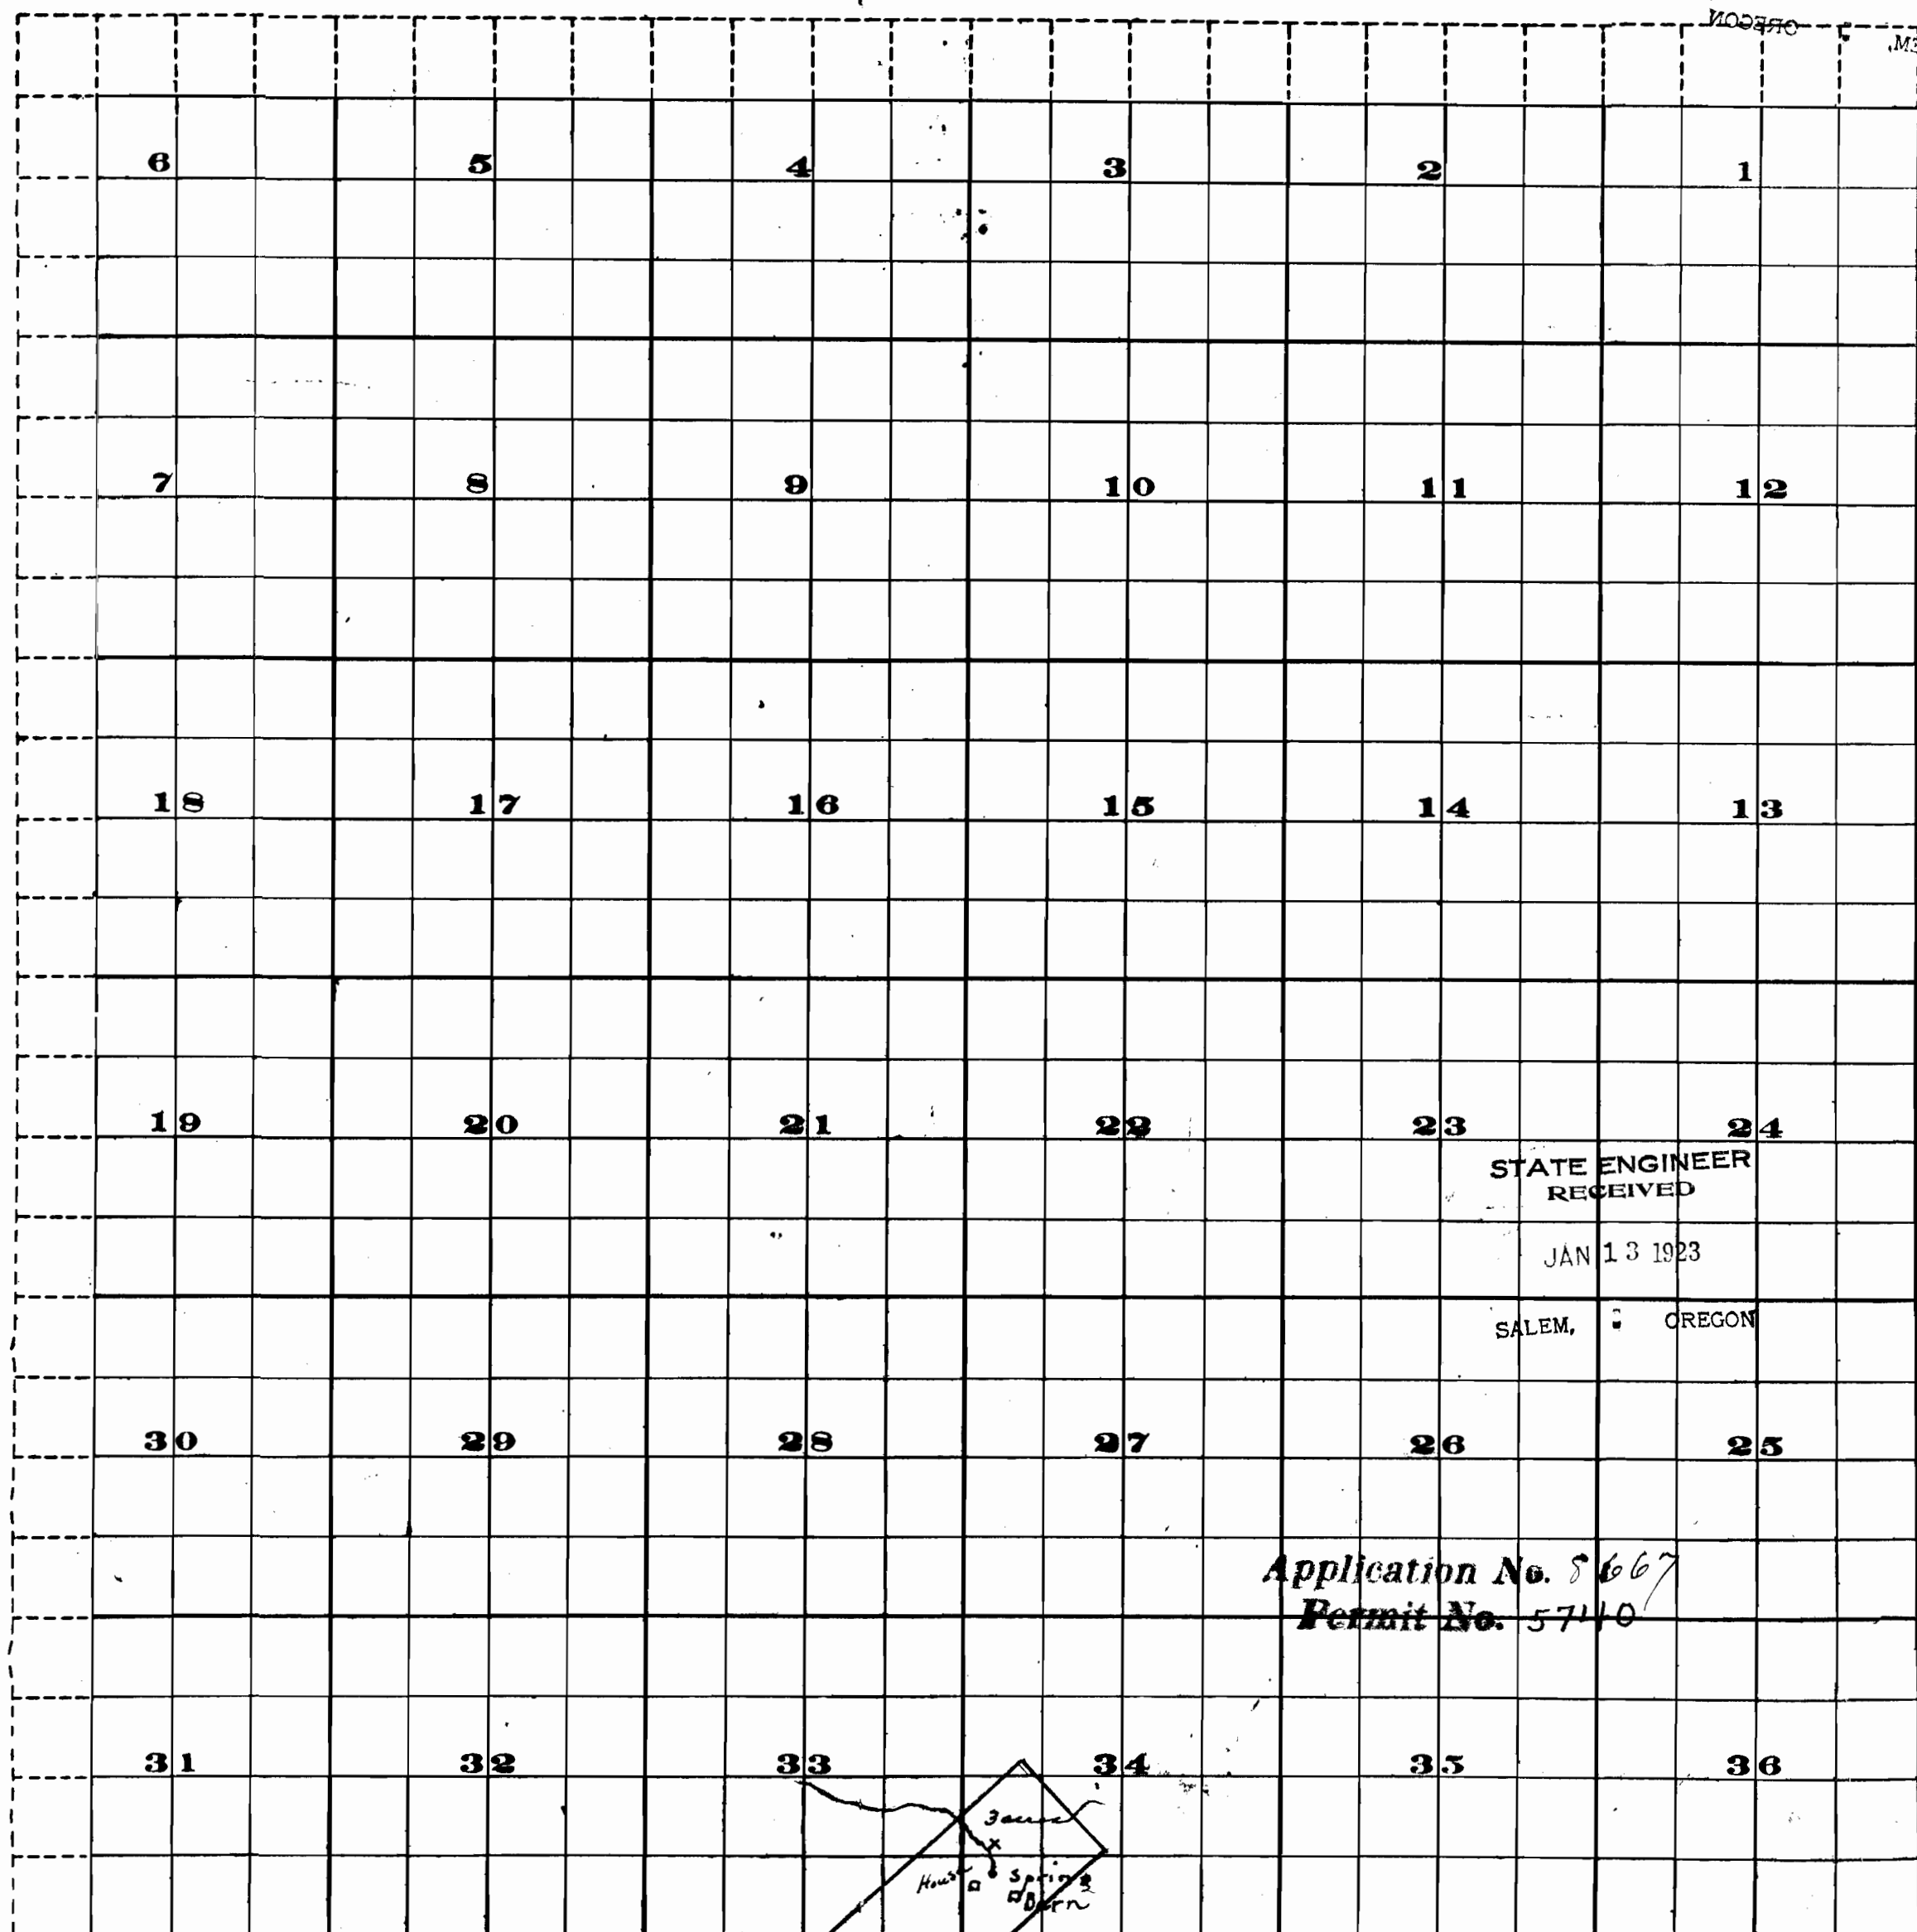 OREGON
6 5 4 3 2 1
7 8 9 10 11 12
18 17 16 15 14 13
19 20 21 22 23 24
STATE ENGINEER
RECEIVED
JAN 13 1923
SALEM, : OREGON
30 29 28 27 26 25
Application No. 8667
Permit No. 5740
31 32 33 34 35 36
3 acres
x
House
Spring
Barn